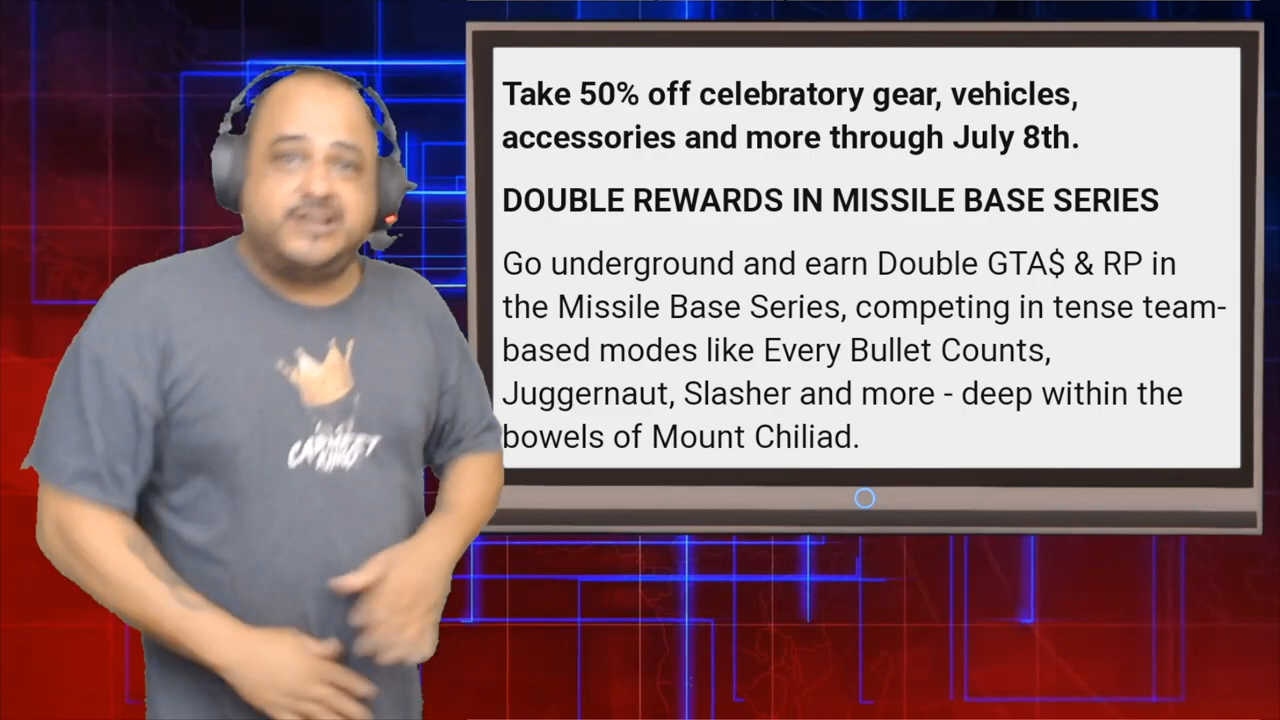 Take 50% off celebratory gear, vehicles,
accessories and more through July 8th.
DOUBLE REWARDS IN MISSILE BASE SERIES
Go underground and earn Double GTA$ & RP in
the Missile Base Series, competing in tense team-
based modes like Every Bullet Counts,
Juggernaut, Slasher and more - deep within the
bowels of Mount Chiliad.